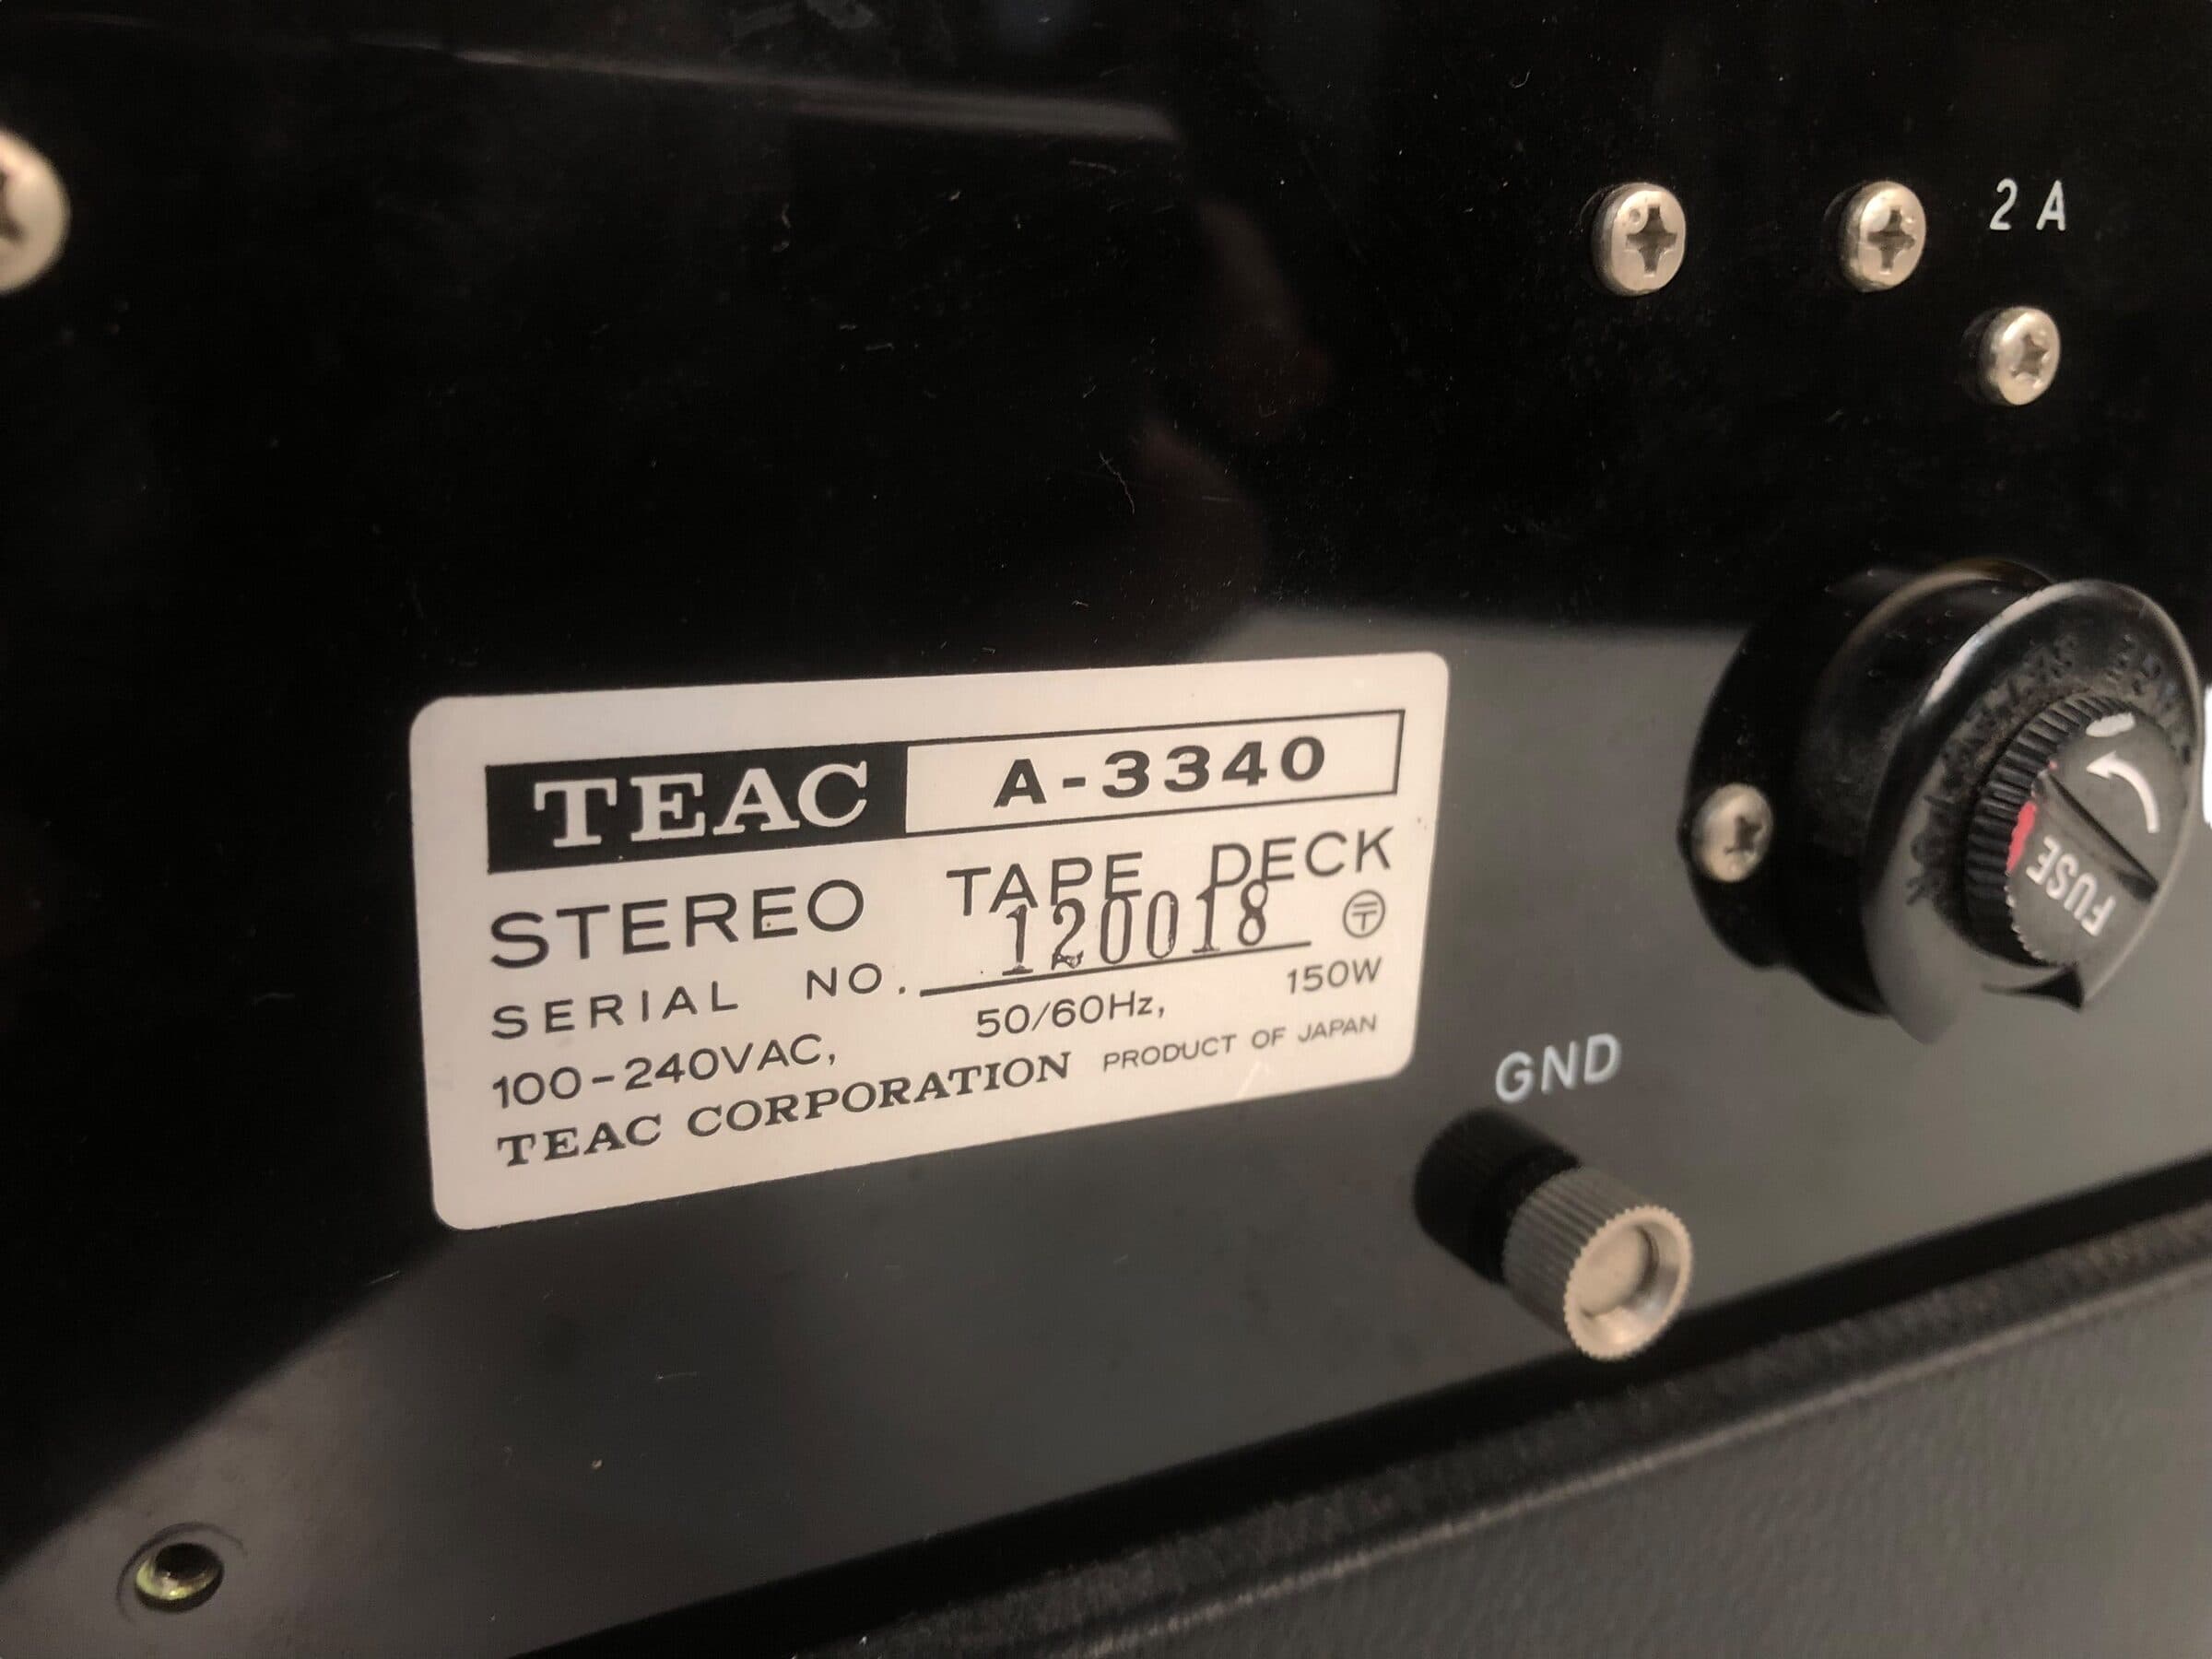 2 A
TEAC A-3340
STEREO TAPE DECK
SERIAL NO. 120018 〒
100-240VAC, 50/60Hz, 150W
TEAC CORPORATION PRODUCT OF JAPAN
FUSE
GND